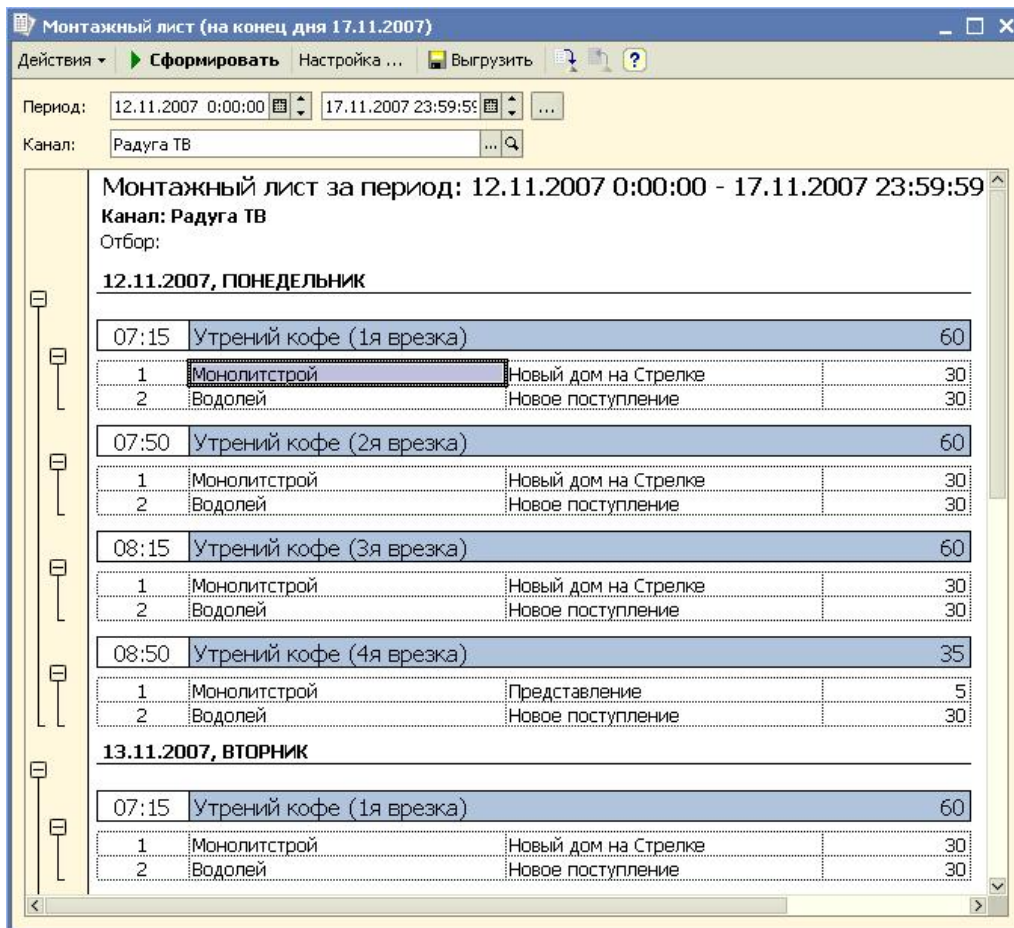 Монтажный лист (на конец дня 17.11.2007)
Действия Сформировать Настройка ... Выгрузить ?
Период: 12.11.2007 0:00:00 17.11.2007 23:59:59 ...
Канал: Радуга ТВ ...
Монтажный лист за период: 12.11.2007 0:00:00 - 17.11.2007 23:59:59
Канал: Радуга ТВ
Отбор:
12.11.2007, ПОНЕДЕЛЬНИК
07:15 Утрений кофе (1я врезка) 60
1 Монолитстрой Новый дом на Стрелке 30
2 Водолей Новое поступление 30
07:50 Утрений кофе (2я врезка) 60
1 Монолитстрой Новый дом на Стрелке 30
2 Водолей Новое поступление 30
08:15 Утрений кофе (3я врезка) 60
1 Монолитстрой Новый дом на Стрелке 30
2 Водолей Новое поступление 30
08:50 Утрений кофе (4я врезка) 35
1 Монолитстрой Представление 5
2 Водолей Новое поступление 30
13.11.2007, ВТОРНИК
07:15 Утрений кофе (1я врезка) 60
1 Монолитстрой Новый дом на Стрелке 30
2 Водолей Новое поступление 30